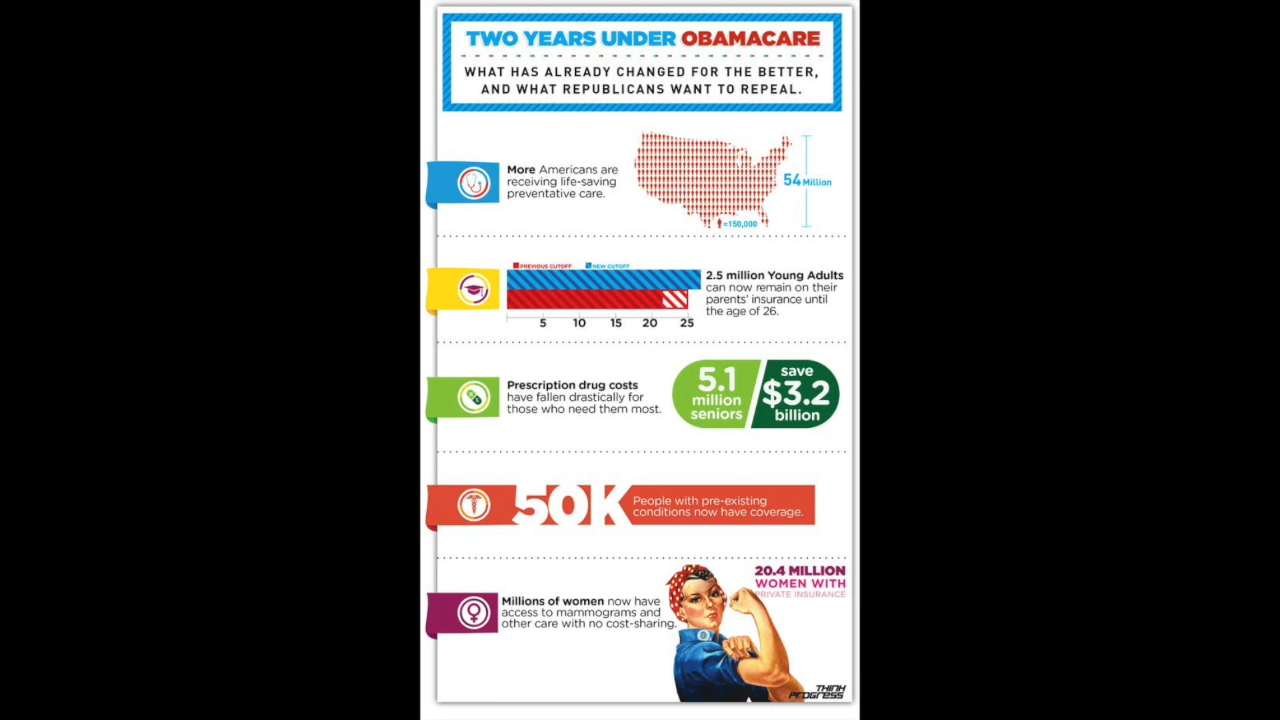 TWO YEARS UNDER OBAMACARE
WHAT HAS ALREADY CHANGED FOR THE BETTER,
AND WHAT REPUBLICANS WANT TO REPEAL.
More Americans are
receiving life-saving
preventative care.
54 Million
=150,000
PREVIOUS CUTOFF NEW CUTOFF
5 10 15 20 25
2.5 million Young Adults
can now remain on their
parents' insurance until
the age of 26.
Prescription drug costs
have fallen drastically for
those who need them most.
5.1
million
seniors
save
$3.2
billion
50K
People with pre-existing
conditions now have coverage.
Millions of women now have
access to mammograms and
other care with no cost-sharing.
20.4 MILLION
WOMEN WITH
PRIVATE INSURANCE
THINK
PROGRESS